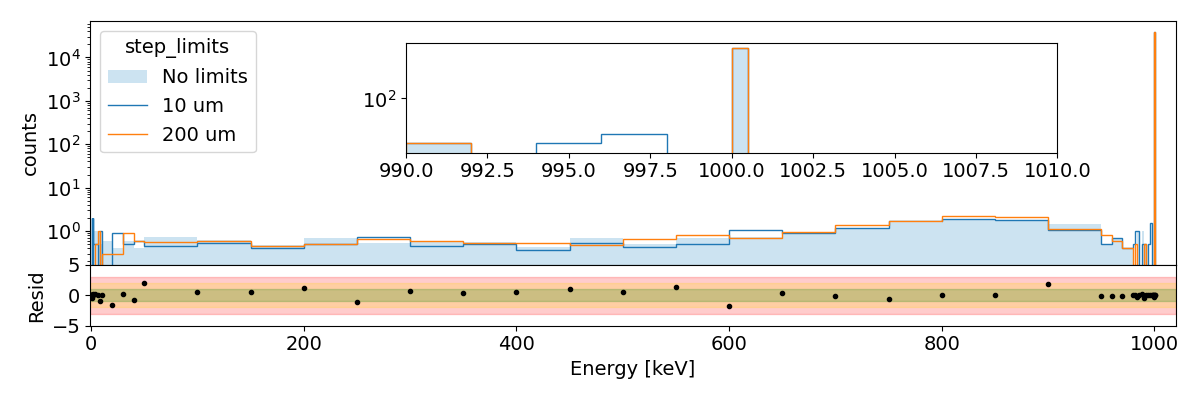 step_limits
No limits
10 um
200 um
counts
10^4
10^3
10^2
10^1
10^0
10^2
990.0 992.5 995.0 997.5 1000.0 1002.5 1005.0 1007.5 1010.0
Resid
5
0
−5
0 200 400 600 800 1000
Energy [keV]